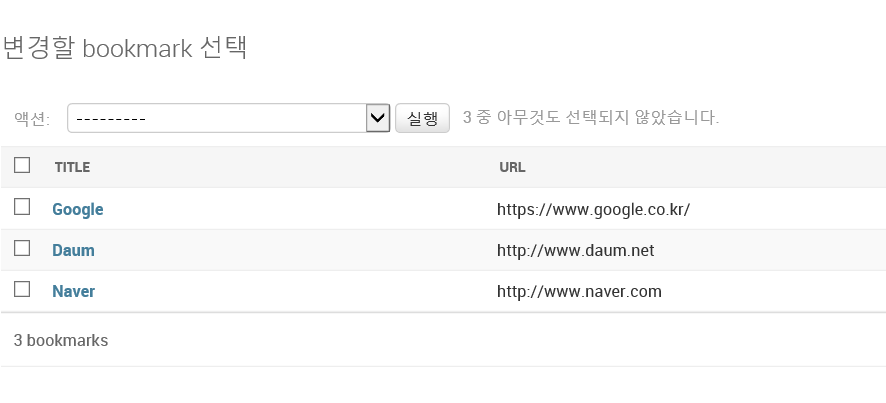 변경할 bookmark 선택
액션: --------- 실행 3 중 아무것도 선택되지 않았습니다.
TITLE URL
Google https://www.google.co.kr/
Daum http://www.daum.net
Naver http://www.naver.com
3 bookmarks